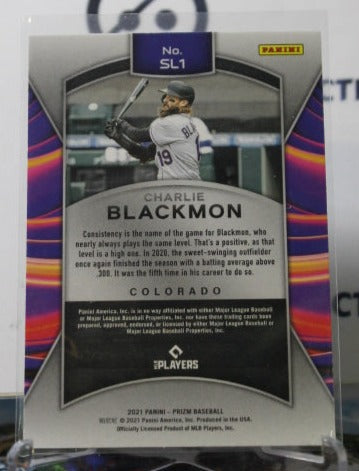 No.
SL1
PANINI
BLA
19
CHARLIE
BLACKMON
Consistency is the name of the game for Blackmon, who
nearly always plays the same level. That's a positive, as that
level is a high one. In 2020, the sweet-swinging outfielder
once again finished the season with a batting average above
.300. It was the fifth time in his career to do so.
COLORADO
Panini America, Inc. is in no way affiliated with either Major League Baseball or
Major League Baseball Properties, Inc. nor have these trading cards been
prepared, approved, endorsed, or licensed by either Major League Baseball or
Major League Baseball Properties, Inc.
MLB PLAYERS
2021 PANINI - PRIZM BASEBALL
© 2021 Panini America, Inc. Produced in the USA.
Officially Licensed Product of MLB Players, Inc.